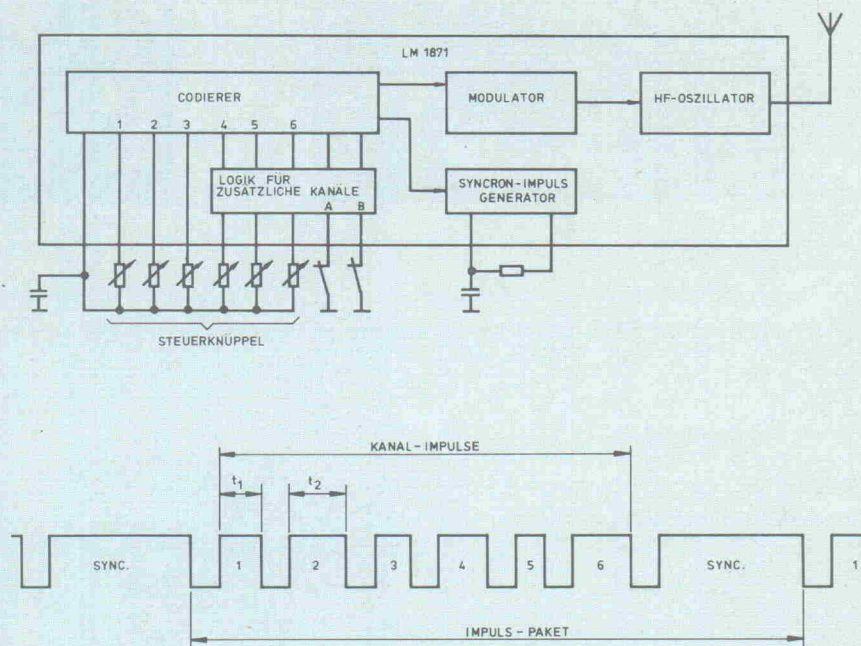 LM 1871
CODIERER
MODULATOR
HF-OSZILLATOR
1 2 3 4 5 6
LOGIK FÜR
ZUSÄTZLICHE KANÄLE
A B
SYNCRON-IMPULS
GENERATOR
STEUERKNÜPPEL
KANAL-IMPULSE
t1 t2
SYNC. 1 2 3 4 5 6 SYNC. 1
IMPULS-PAKET